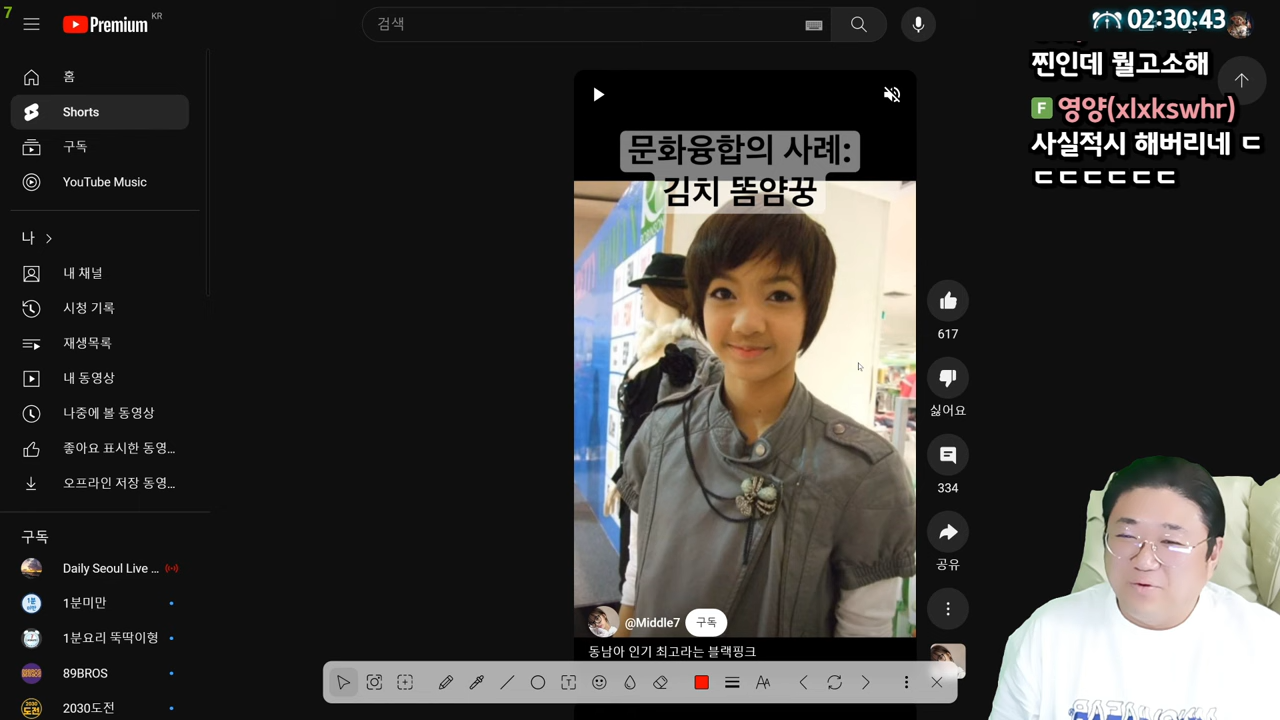 7
Premium KR
검색
02:30:43
찐인데 뭘고소해
F 영양(xlxkswhr)
사실적시 해버리네 ㄷ
ㄷㄷㄷㄷㄷㄷ
홈
Shorts
구독
YouTube Music
나
내 채널
시청 기록
재생목록
내 동영상
나중에 볼 동영상
좋아요 표시한 동영...
오프라인 저장 동영...
구독
Daily Seoul Live ...
1분미만
1분요리 뚝딱이형
89BROS
2030도전
문화융합의 사례:
김치 똠얌꿍
617
싫어요
334
공유
@Middle7 구독
동남아 인기 최고라는 블랙핑크